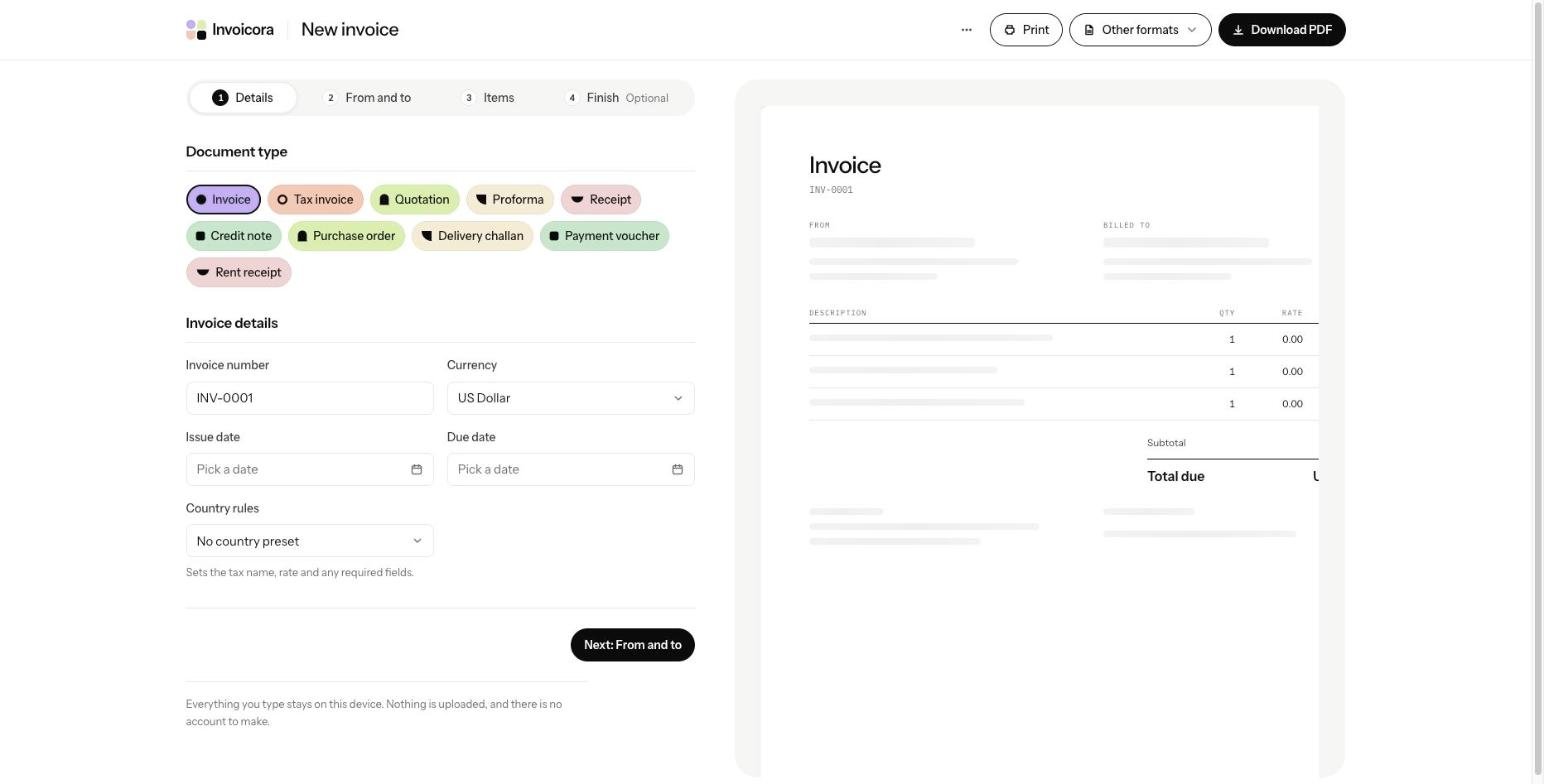 Invoicora New invoice ... Print Other formats Download PDF
1 Details 2 From and to 3 Items 4 Finish Optional
Document type
Invoice Tax invoice Quotation Proforma Receipt
Credit note Purchase order Delivery challan Payment voucher
Rent receipt
Invoice details
Invoice number Currency
INV-0001 US Dollar
Issue date Due date
Pick a date Pick a date
Country rules
No country preset
Sets the tax name, rate and any required fields.
Next: From and to
Everything you type stays on this device. Nothing is uploaded, and there is no
account to make.
Invoice
INV-0001
FROM BILLED TO
DESCRIPTION QTY RATE
1 0.00
1 0.00
1 0.00
Subtotal
Total due